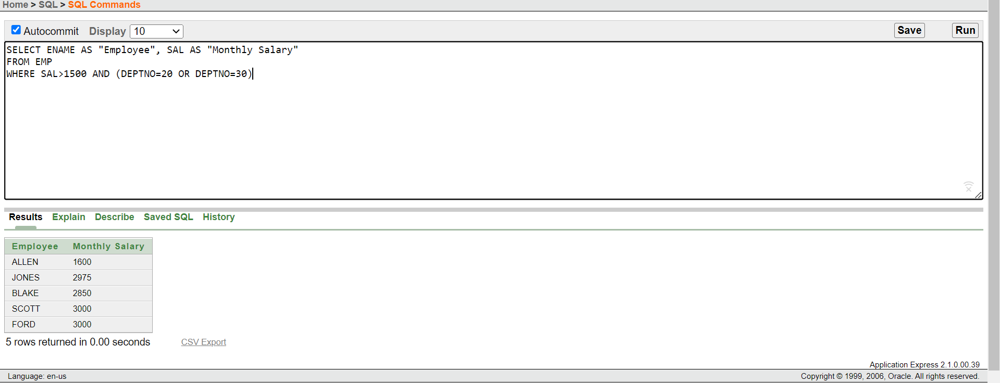 Home > SQL > SQL Commands
Autocommit Display 10 Save Run
SELECT ENAME AS "Employee", SAL AS "Monthly Salary"
FROM EMP
WHERE SAL>1500 AND (DEPTNO=20 OR DEPTNO=30)
Results Explain Describe Saved SQL History
Employee Monthly Salary
ALLEN 1600
JONES 2975
BLAKE 2850
SCOTT 3000
FORD 3000
5 rows returned in 0.00 seconds CSV Export
Application Express 2.1.0.00.39
Language: en-us Copyright © 1999, 2006, Oracle. All rights reserved.